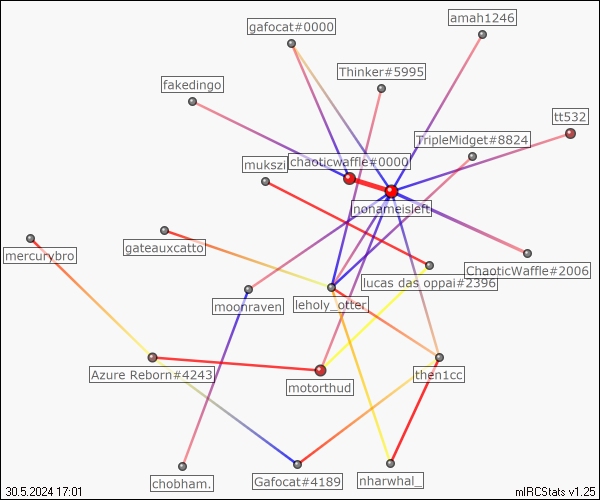 amah1246
gafocat#0000
Thinker#5995
fakedingo
tt532
TripleMidget#8824
chaoticwaffle#0000
mukszi
nonameisleft
gateauxcatto
mercurybro
ChaoticWaffle#2006
lucas das oppai#2396
moonraven
leholy_otter
Azure Reborn#4243
then1cc
motorthud
chobham.
Gafocat#4189
nharwhal_
30.5.2024 17:01
mIRCStats v1.25